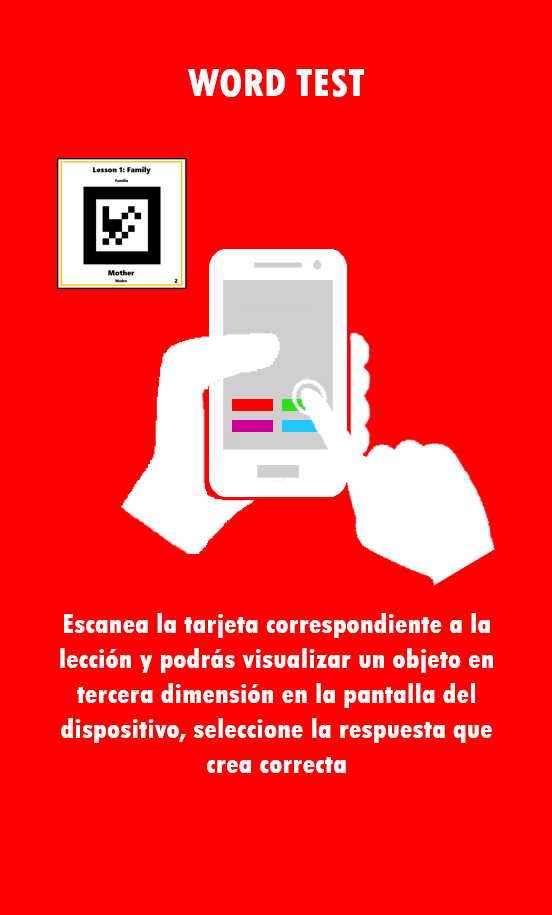 WORD TEST
Lesson 1: Family
Familia
Mother
Madre
2
Escanea la tarjeta correspondiente a la
lección y podrás visualizar un objeto en
tercera dimensión en la pantalla del
dispositivo, seleccione la respuesta que
crea correcta